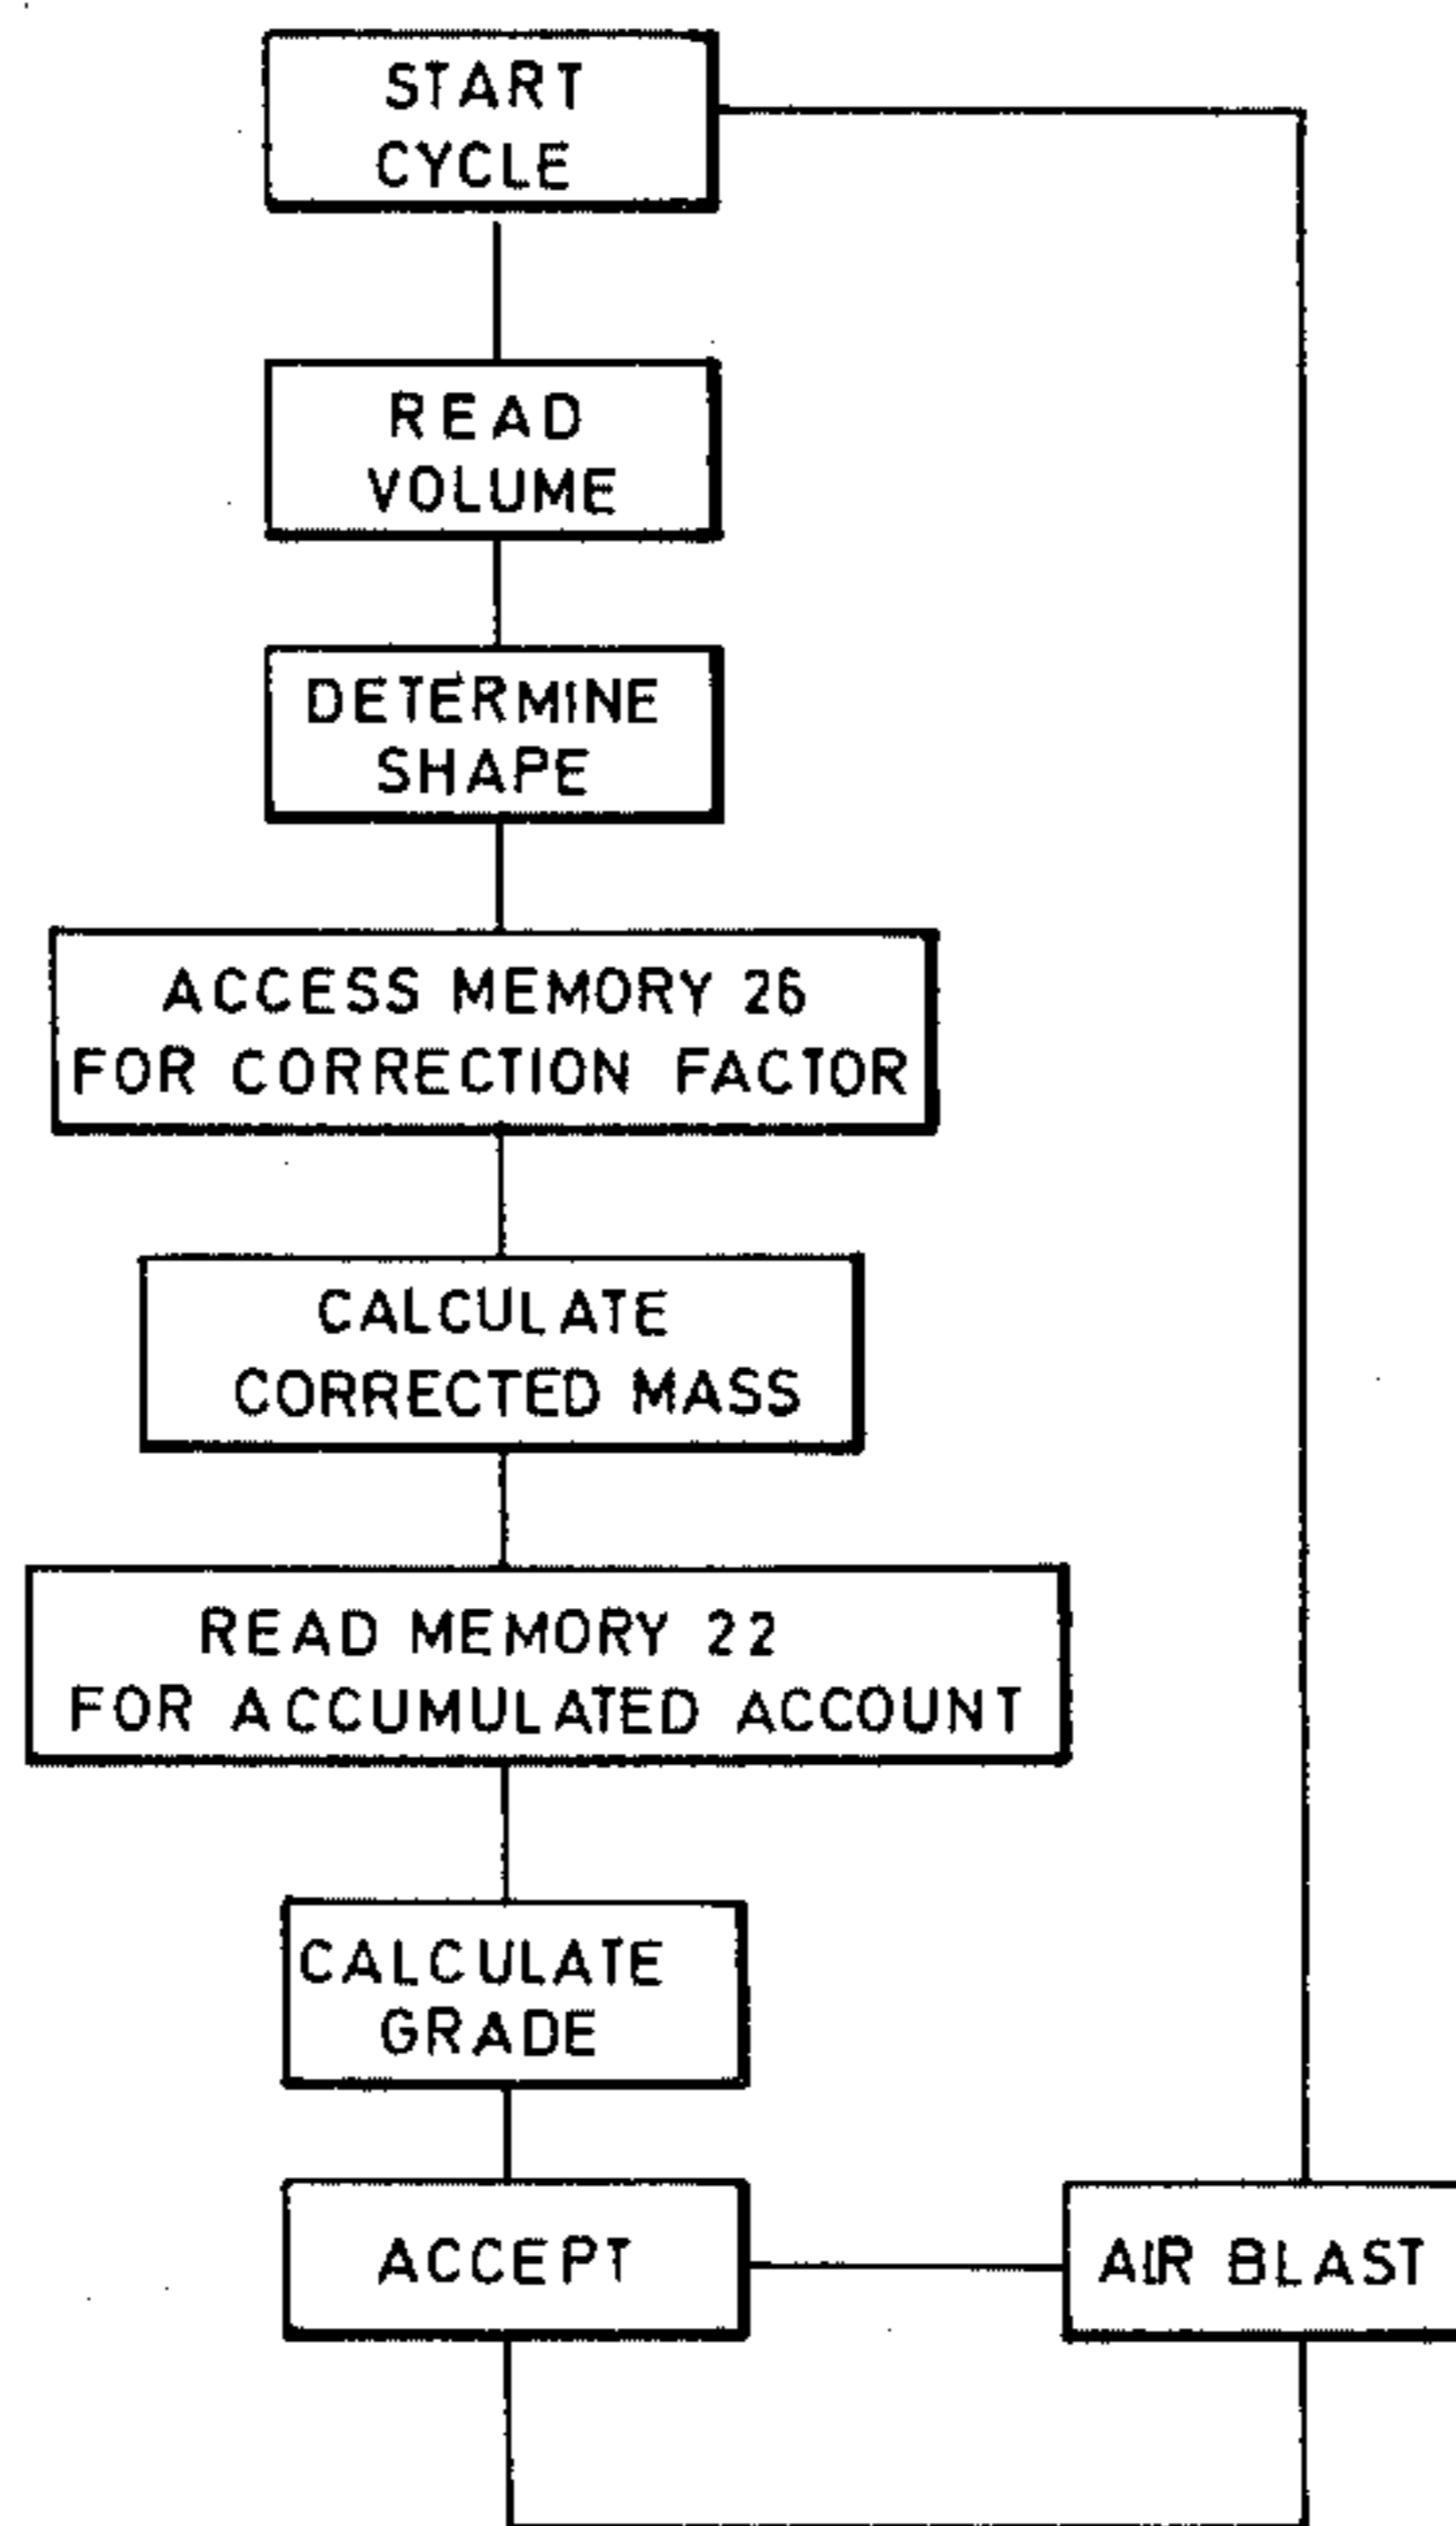 START
CYCLE
READ
VOLUME
DETERMINE
SHAPE
ACCESS MEMORY 26
FOR CORRECTION FACTOR
CALCULATE
CORRECTED MASS
READ MEMORY 22
FOR ACCUMULATED ACCOUNT
CALCULATE
GRADE
ACCEPT
AIR BLAST